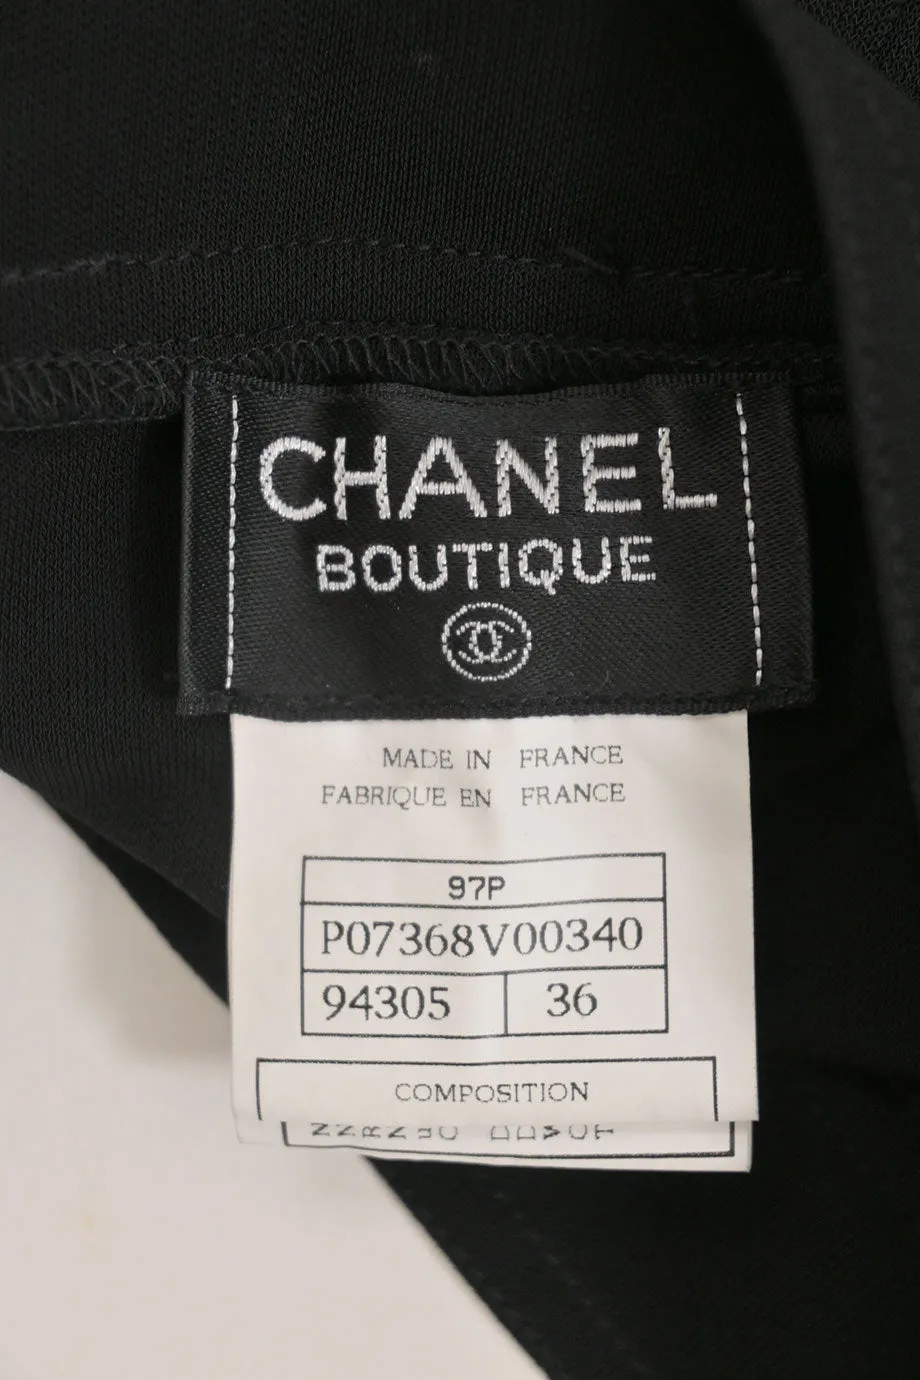 CHANEL
BOUTIQUE
MADE IN FRANCE
FABRIQUE EN FRANCE
97P
P07368V00340
94305 36
COMPOSITION